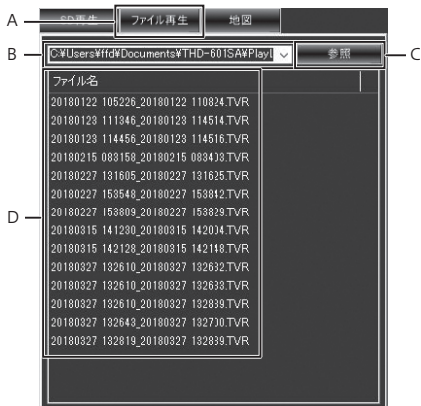 A
SD再生 ファイル再生 地図
B C:¥Users¥ffd¥Documents¥THD-601SA¥PlayL 参照 C
ファイル名
20180122 105226_20180122 110824.TVR
20180123 111346_20180123 114514.TVR
20180123 114456_20180123 114516.TVR
20180215 083158_20180215 083403.TVR
20180227 131605_20180227 131625.TVR
20180227 153548_20180227 153842.TVR
D 20180227 153809_20180227 153829.TVR
20180315 141230_20180315 142004.TVR
20180315 142128_20180315 142148.TVR
20180327 132610_20180327 132632.TVR
20180327 132610_20180327 132633.TVR
20180327 132610_20180327 132839.TVR
20180327 132643_20180327 132700.TVR
20180327 132819_20180327 132839.TVR